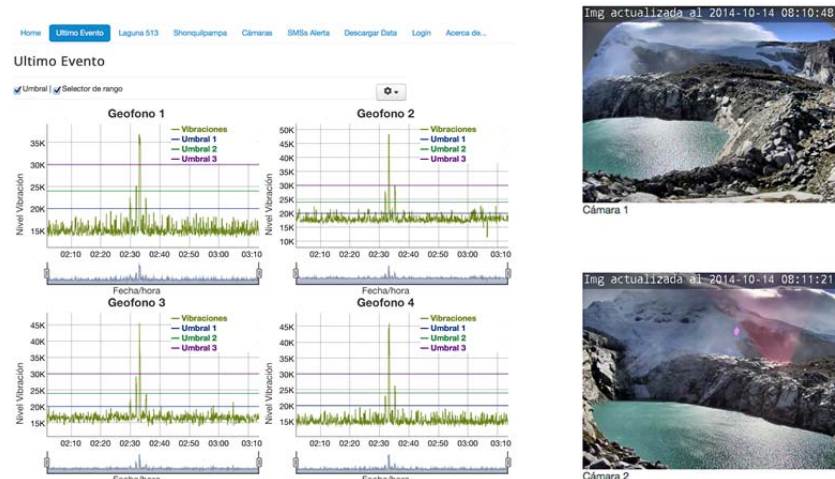 Home Ultimo Evento Laguna 513 Shonquilpampa Cámaras SMSs Alerta Descargar Data Login Acerca de...
Ultimo Evento
Umbral | Selector de rango
Geofono 1
Vibraciones
Umbral 1
Umbral 2
Umbral 3
35K
30K
25K
20K
15K
Nivel Vibración
02:10 02:20 02:30 02:40 02:50 03:00 03:10
Fecha/hora
Geofono 2
Vibraciones
Umbral 1
Umbral 2
Umbral 3
50K
45K
40K
35K
30K
25K
20K
15K
10K
Nivel Vibración
02:10 02:20 02:30 02:40 02:50 03:00 03:10
Fecha/hora
Geofono 3
Vibraciones
Umbral 1
Umbral 2
Umbral 3
45K
40K
35K
30K
25K
20K
15K
Nivel Vibración
02:10 02:20 02:30 02:40 02:50 03:00 03:10
Fecha/hora
Geofono 4
Vibraciones
Umbral 1
Umbral 2
Umbral 3
45K
40K
35K
30K
25K
20K
15K
Nivel Vibración
02:10 02:20 02:30 02:40 02:50 03:00 03:10
Fecha/hora
Img actualizada al 2014-10-14 08:10:48
Cámara 1
Img actualizada al 2014-10-14 08:11:21
Cámara 2